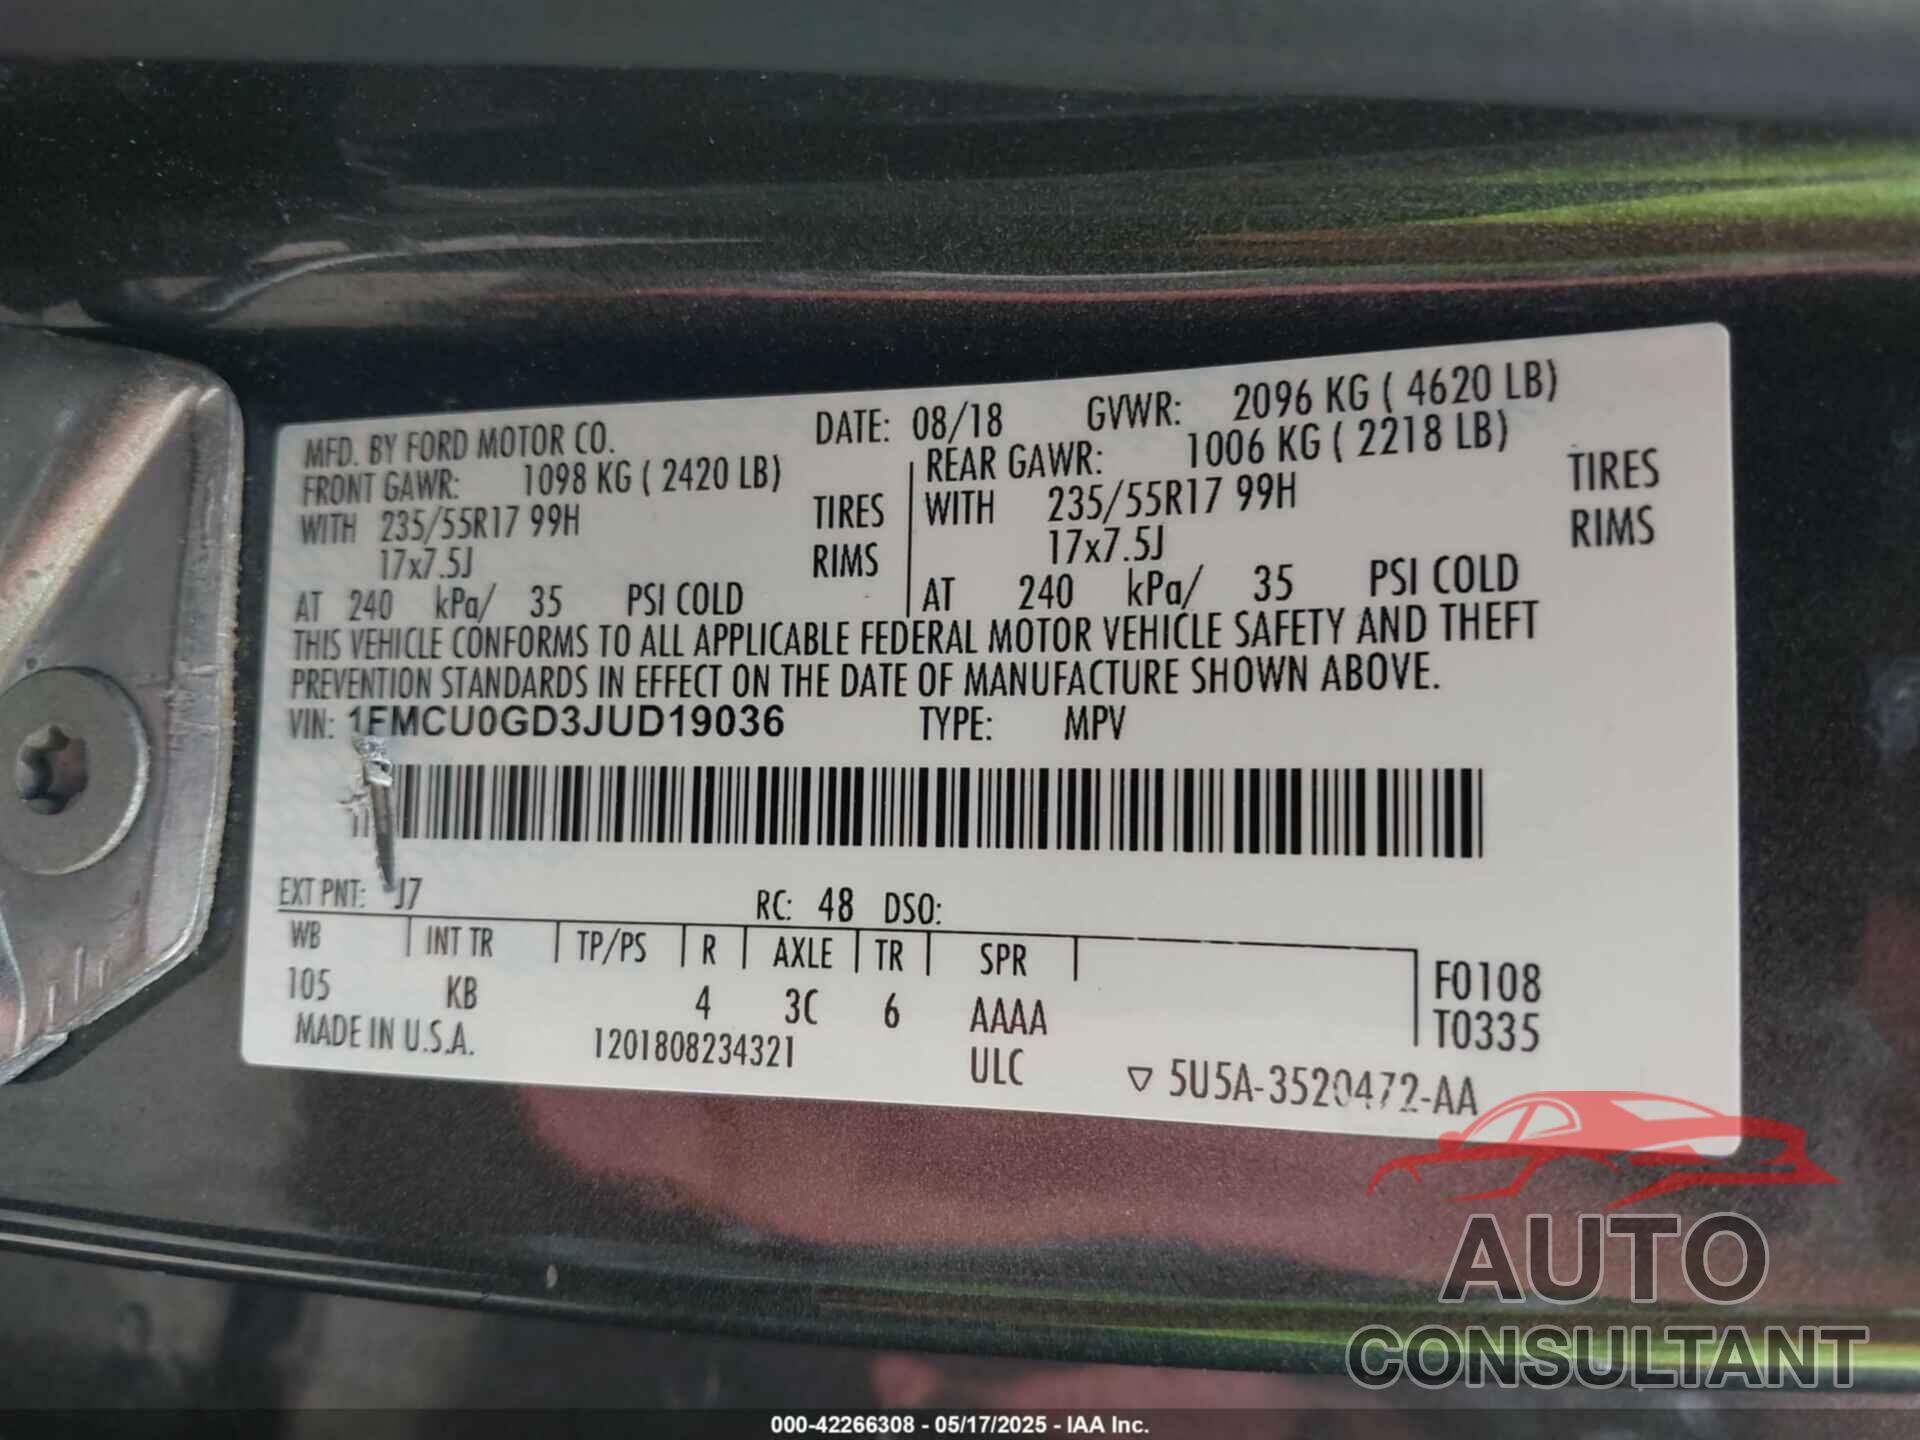 MFD. BY FORD MOTOR CO. DATE: 08/18 GVWR: 2096 KG ( 4620 LB)
FRONT GAWR: 1098 KG ( 2420 LB) REAR GAWR: 1006 KG ( 2218 LB)
WITH 235/55R17 99H TIRES WITH 235/55R17 99H TIRES
17x7.5J RIMS 17x7.5J RIMS
AT 240 kPa/ 35 PSI COLD AT 240 kPa/ 35 PSI COLD
THIS VEHICLE CONFORMS TO ALL APPLICABLE FEDERAL MOTOR VEHICLE SAFETY AND THEFT
PREVENTION STANDARDS IN EFFECT ON THE DATE OF MANUFACTURE SHOWN ABOVE.
VIN: 1FMCU0GD3JUD19036 TYPE: MPV
EXT PNT: J7 RC: 48 DSO:
WB INT TR TP/PS R AXLE TR SPR F0108
105 KB 4 3C 6 AAAA T0335
MADE IN U.S.A. 1201808234321 ULC ▽ 5U5A-3520472-AA
AUTO
CONSULTANT
000-42266308 - 05/17/2025 - IAA Inc.